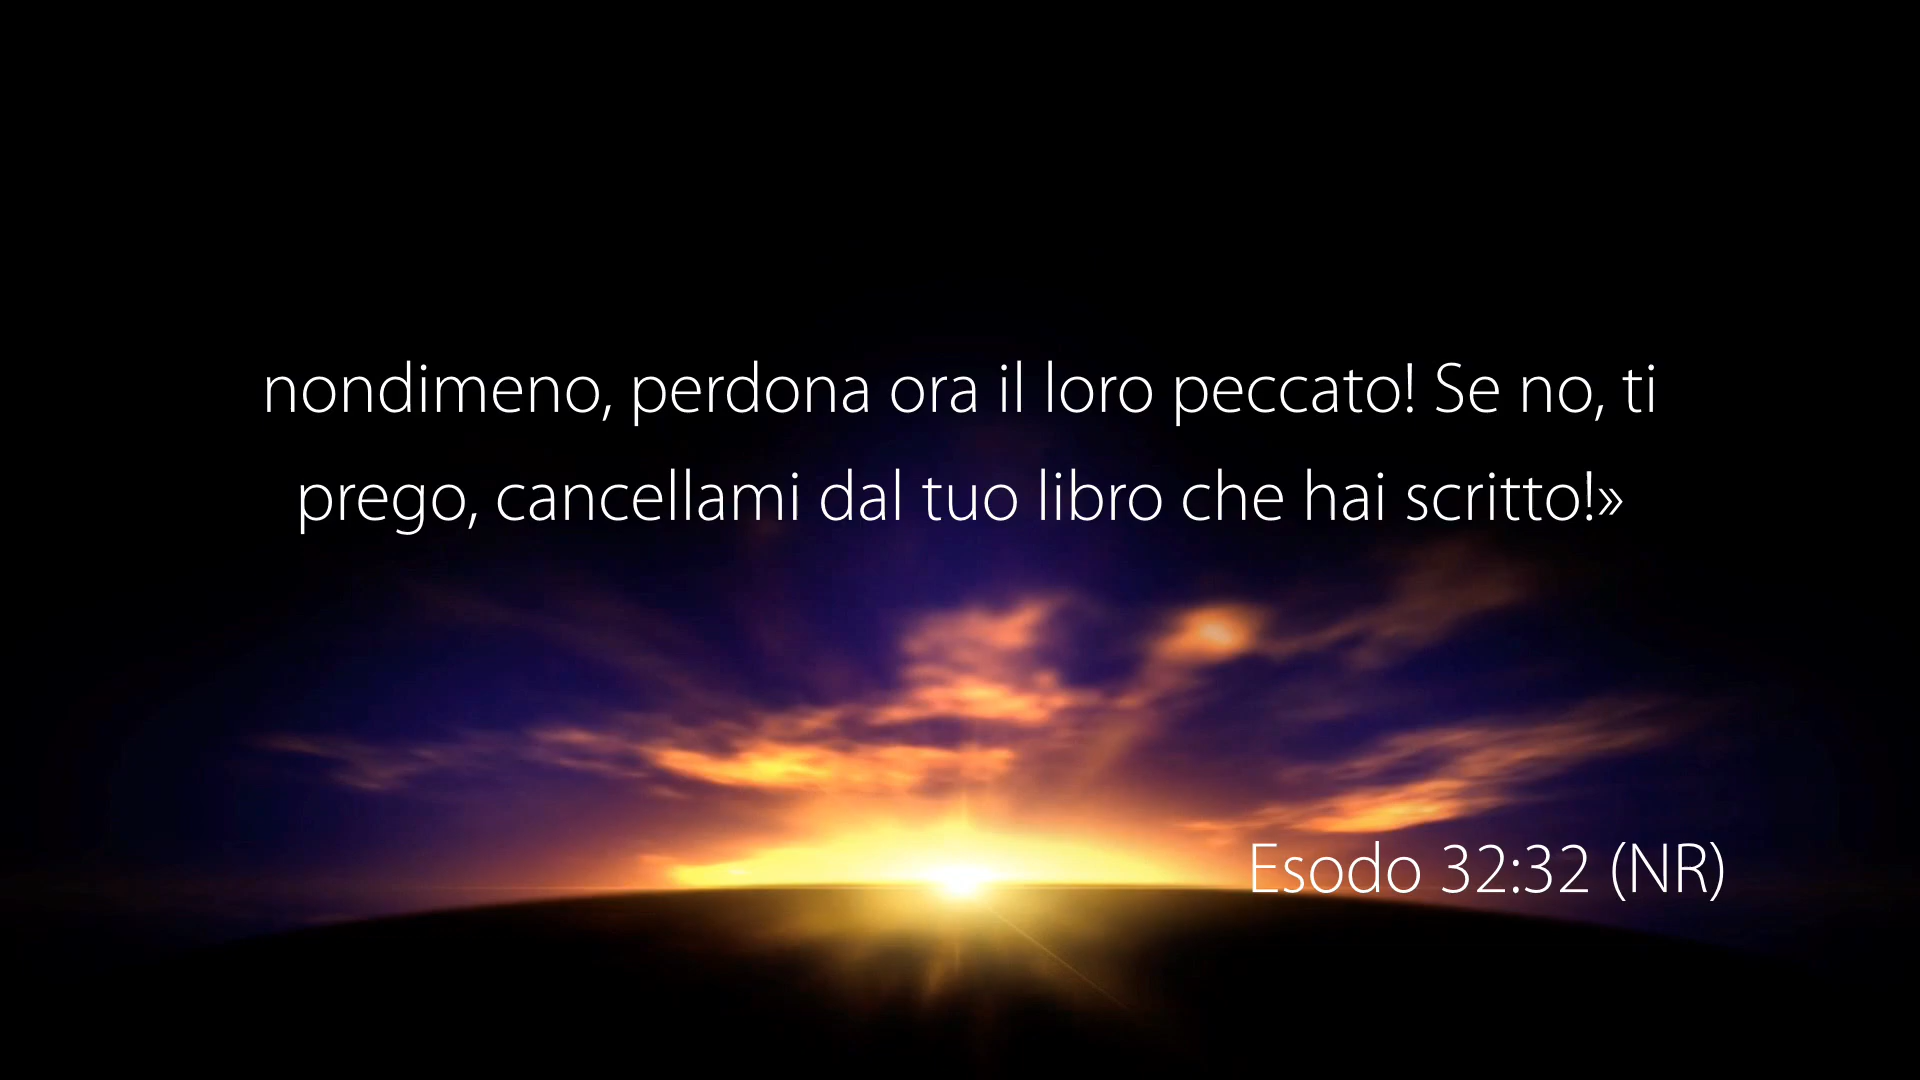 nondimeno, perdona ora il loro peccato! Se no, ti
prego, cancellami dal tuo libro che hai scritto!»
Esodo 32:32 (NR)